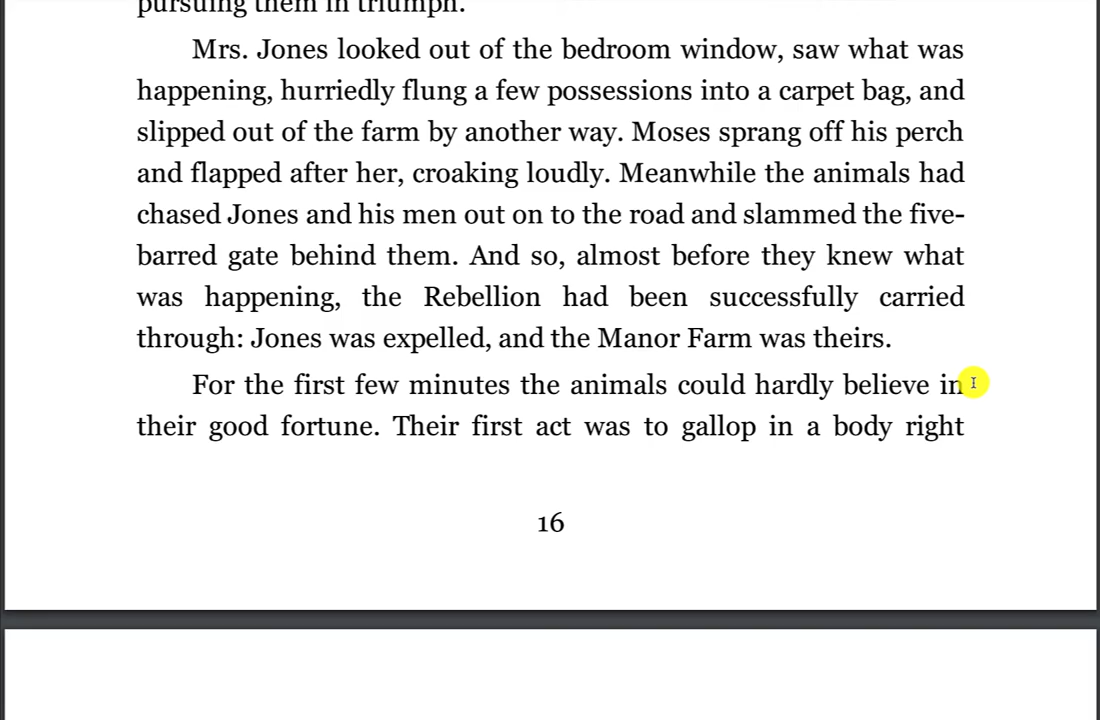 pursuing them in triumph.
Mrs. Jones looked out of the bedroom window, saw what was
happening, hurriedly flung a few possessions into a carpet bag, and
slipped out of the farm by another way. Moses sprang off his perch
and flapped after her, croaking loudly. Meanwhile the animals had
chased Jones and his men out on to the road and slammed the five-
barred gate behind them. And so, almost before they knew what
was happening, the Rebellion had been successfully carried
through: Jones was expelled, and the Manor Farm was theirs.
For the first few minutes the animals could hardly believe in
their good fortune. Their first act was to gallop in a body right
16